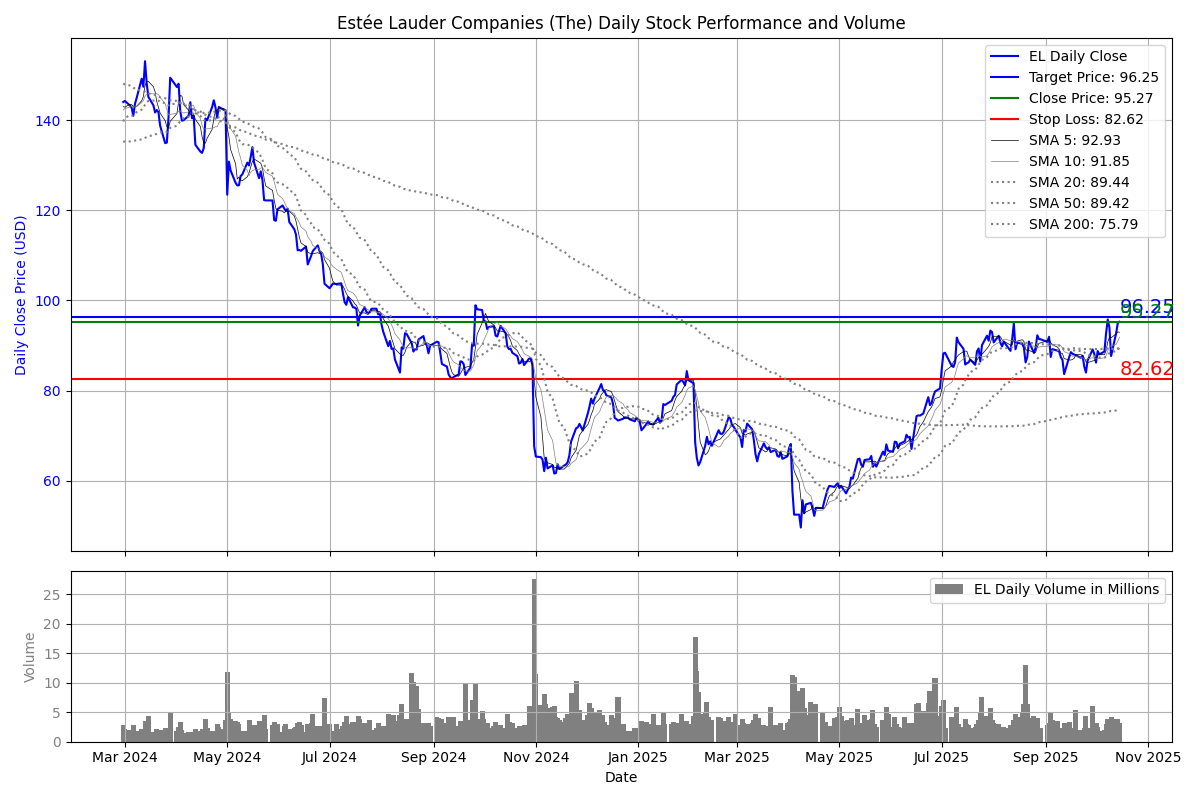 Estée Lauder Companies (The) Daily Stock Performance and Volume
EL Daily Close
Target Price: 96.25
Close Price: 95.27
Stop Loss: 82.62
SMA 5: 92.93
SMA 10: 91.85
SMA 20: 89.44
SMA 50: 89.42
SMA 200: 75.79
Daily Close Price (USD)
140
120
100
80
60
96.25
95.27
82.62
EL Daily Volume in Millions
Volume
25
20
15
10
5
0
Mar 2024 May 2024 Jul 2024 Sep 2024 Nov 2024 Jan 2025 Mar 2025 May 2025 Jul 2025 Sep 2025 Nov 2025
Date